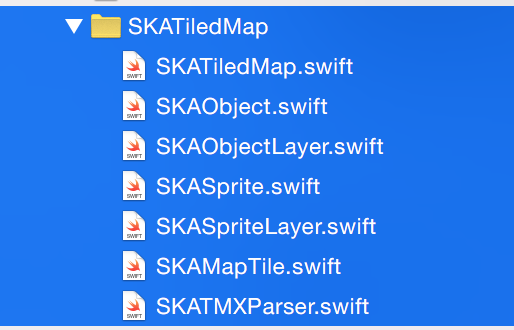 SKATiledMap
SKATiledMap.swift
SKAObject.swift
SKAObjectLayer.swift
SKASprite.swift
SKASpriteLayer.swift
SKAMapTile.swift
SKATMXParser.swift